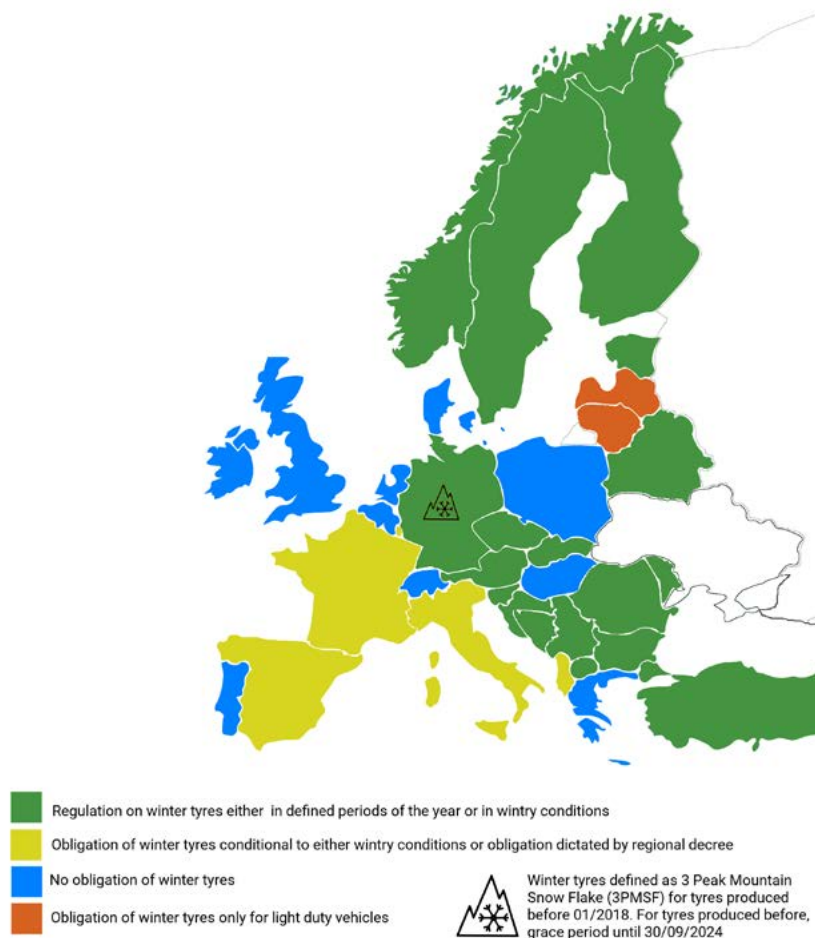 Regulation on winter tyres either in defined periods of the year or in wintry conditions
Obligation of winter tyres conditional to either wintry conditions or obligation dictated by regional decree
No obligation of winter tyres
Obligation of winter tyres only for light duty vehicles
Winter tyres defined as 3 Peak Mountain
Snow Flake (3PMSF) for tyres produced
before 01/2018. For tyres produced before,
grace period until 30/09/2024